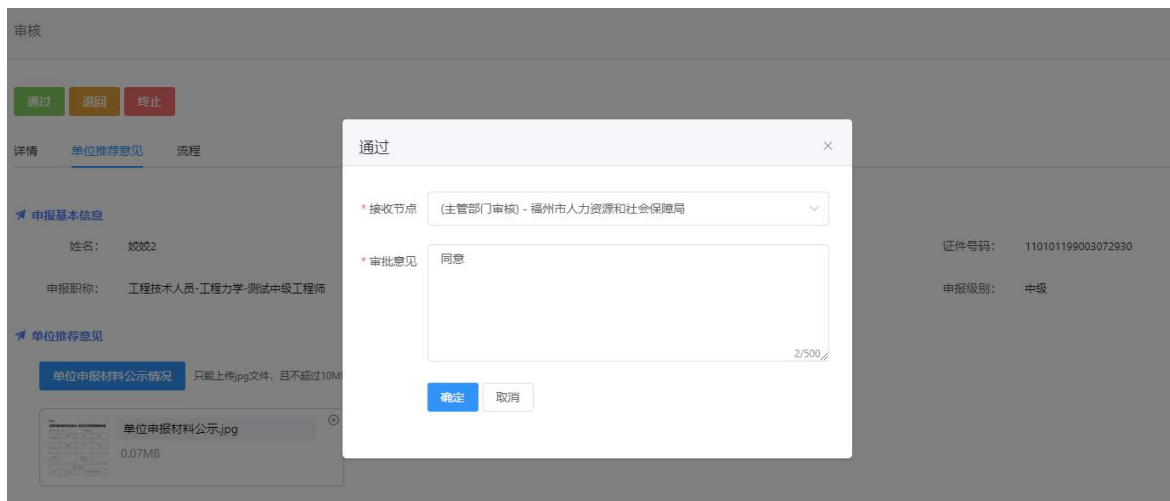 审核
通过 退回 终止
详情 单位推荐意见 流程
申报基本信息
姓名： 姣姣2 证件号码： 110101199003072930
申报职称： 工程技术人员-工程力学-测试中级工程师 申报级别： 中级
单位推荐意见
单位申报材料公示情况 只能上传jpg文件，且不超过10M
单位申报材料公示.jpg
0.07MB
通过
* 接收节点 (主管部门审核) - 福州市人力资源和社会保障局
* 审批意见 同意
2/500
确定 取消